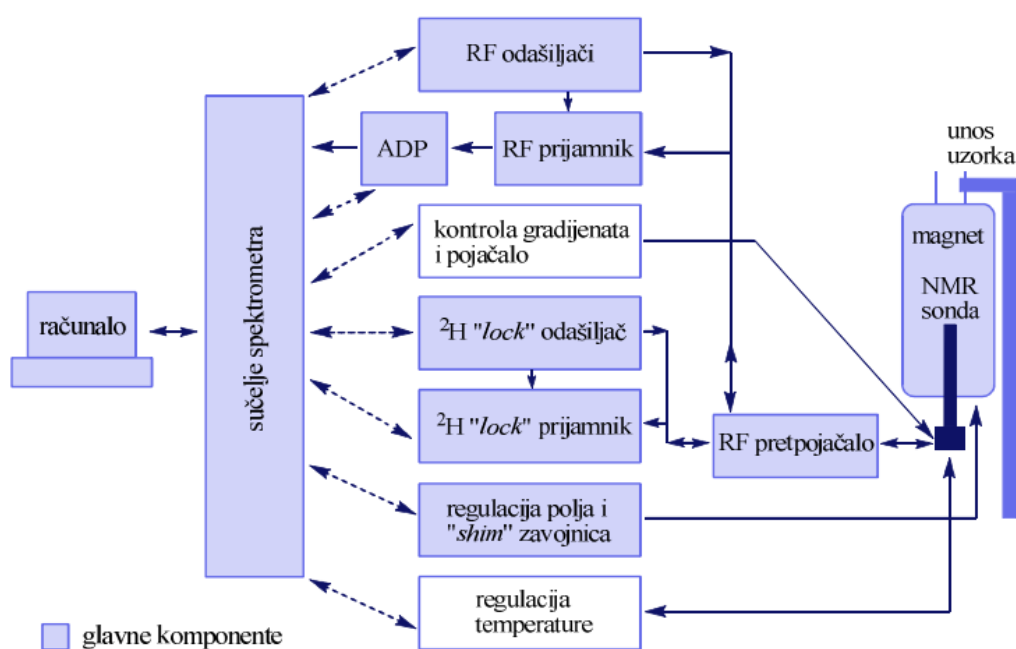 RF odašiljači
ADP
RF prijamnik
unos
uzorka
kontrola gradijenata
i pojačalo
magnet
NMR
sonda
računalo
sučelje spektrometra
²H "lock" odašiljač
²H "lock" prijamnik
RF pretpojačalo
regulacija polja i
"shim" zavojnica
regulacija
temperature
glavne komponente